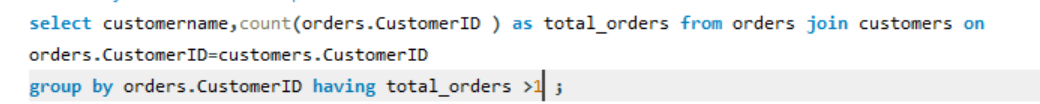 select customername,count(orders.CustomerID ) as total_orders from orders join customers on
orders.CustomerID=customers.CustomerID
group by orders.CustomerID having total_orders >1 ;